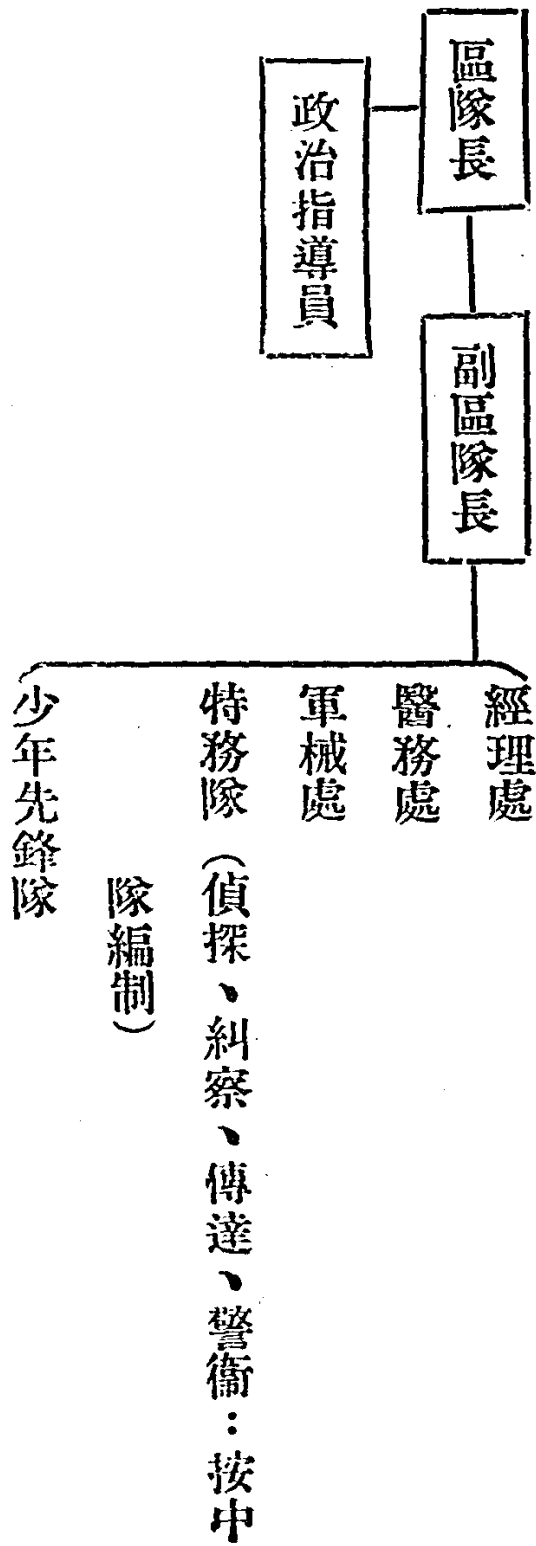 區隊長
副區隊長
政治指導員
經理處
醫務處
軍械處
特務隊（偵探、糾察、傳達、警衞：按中
隊編制）
少年先鋒隊